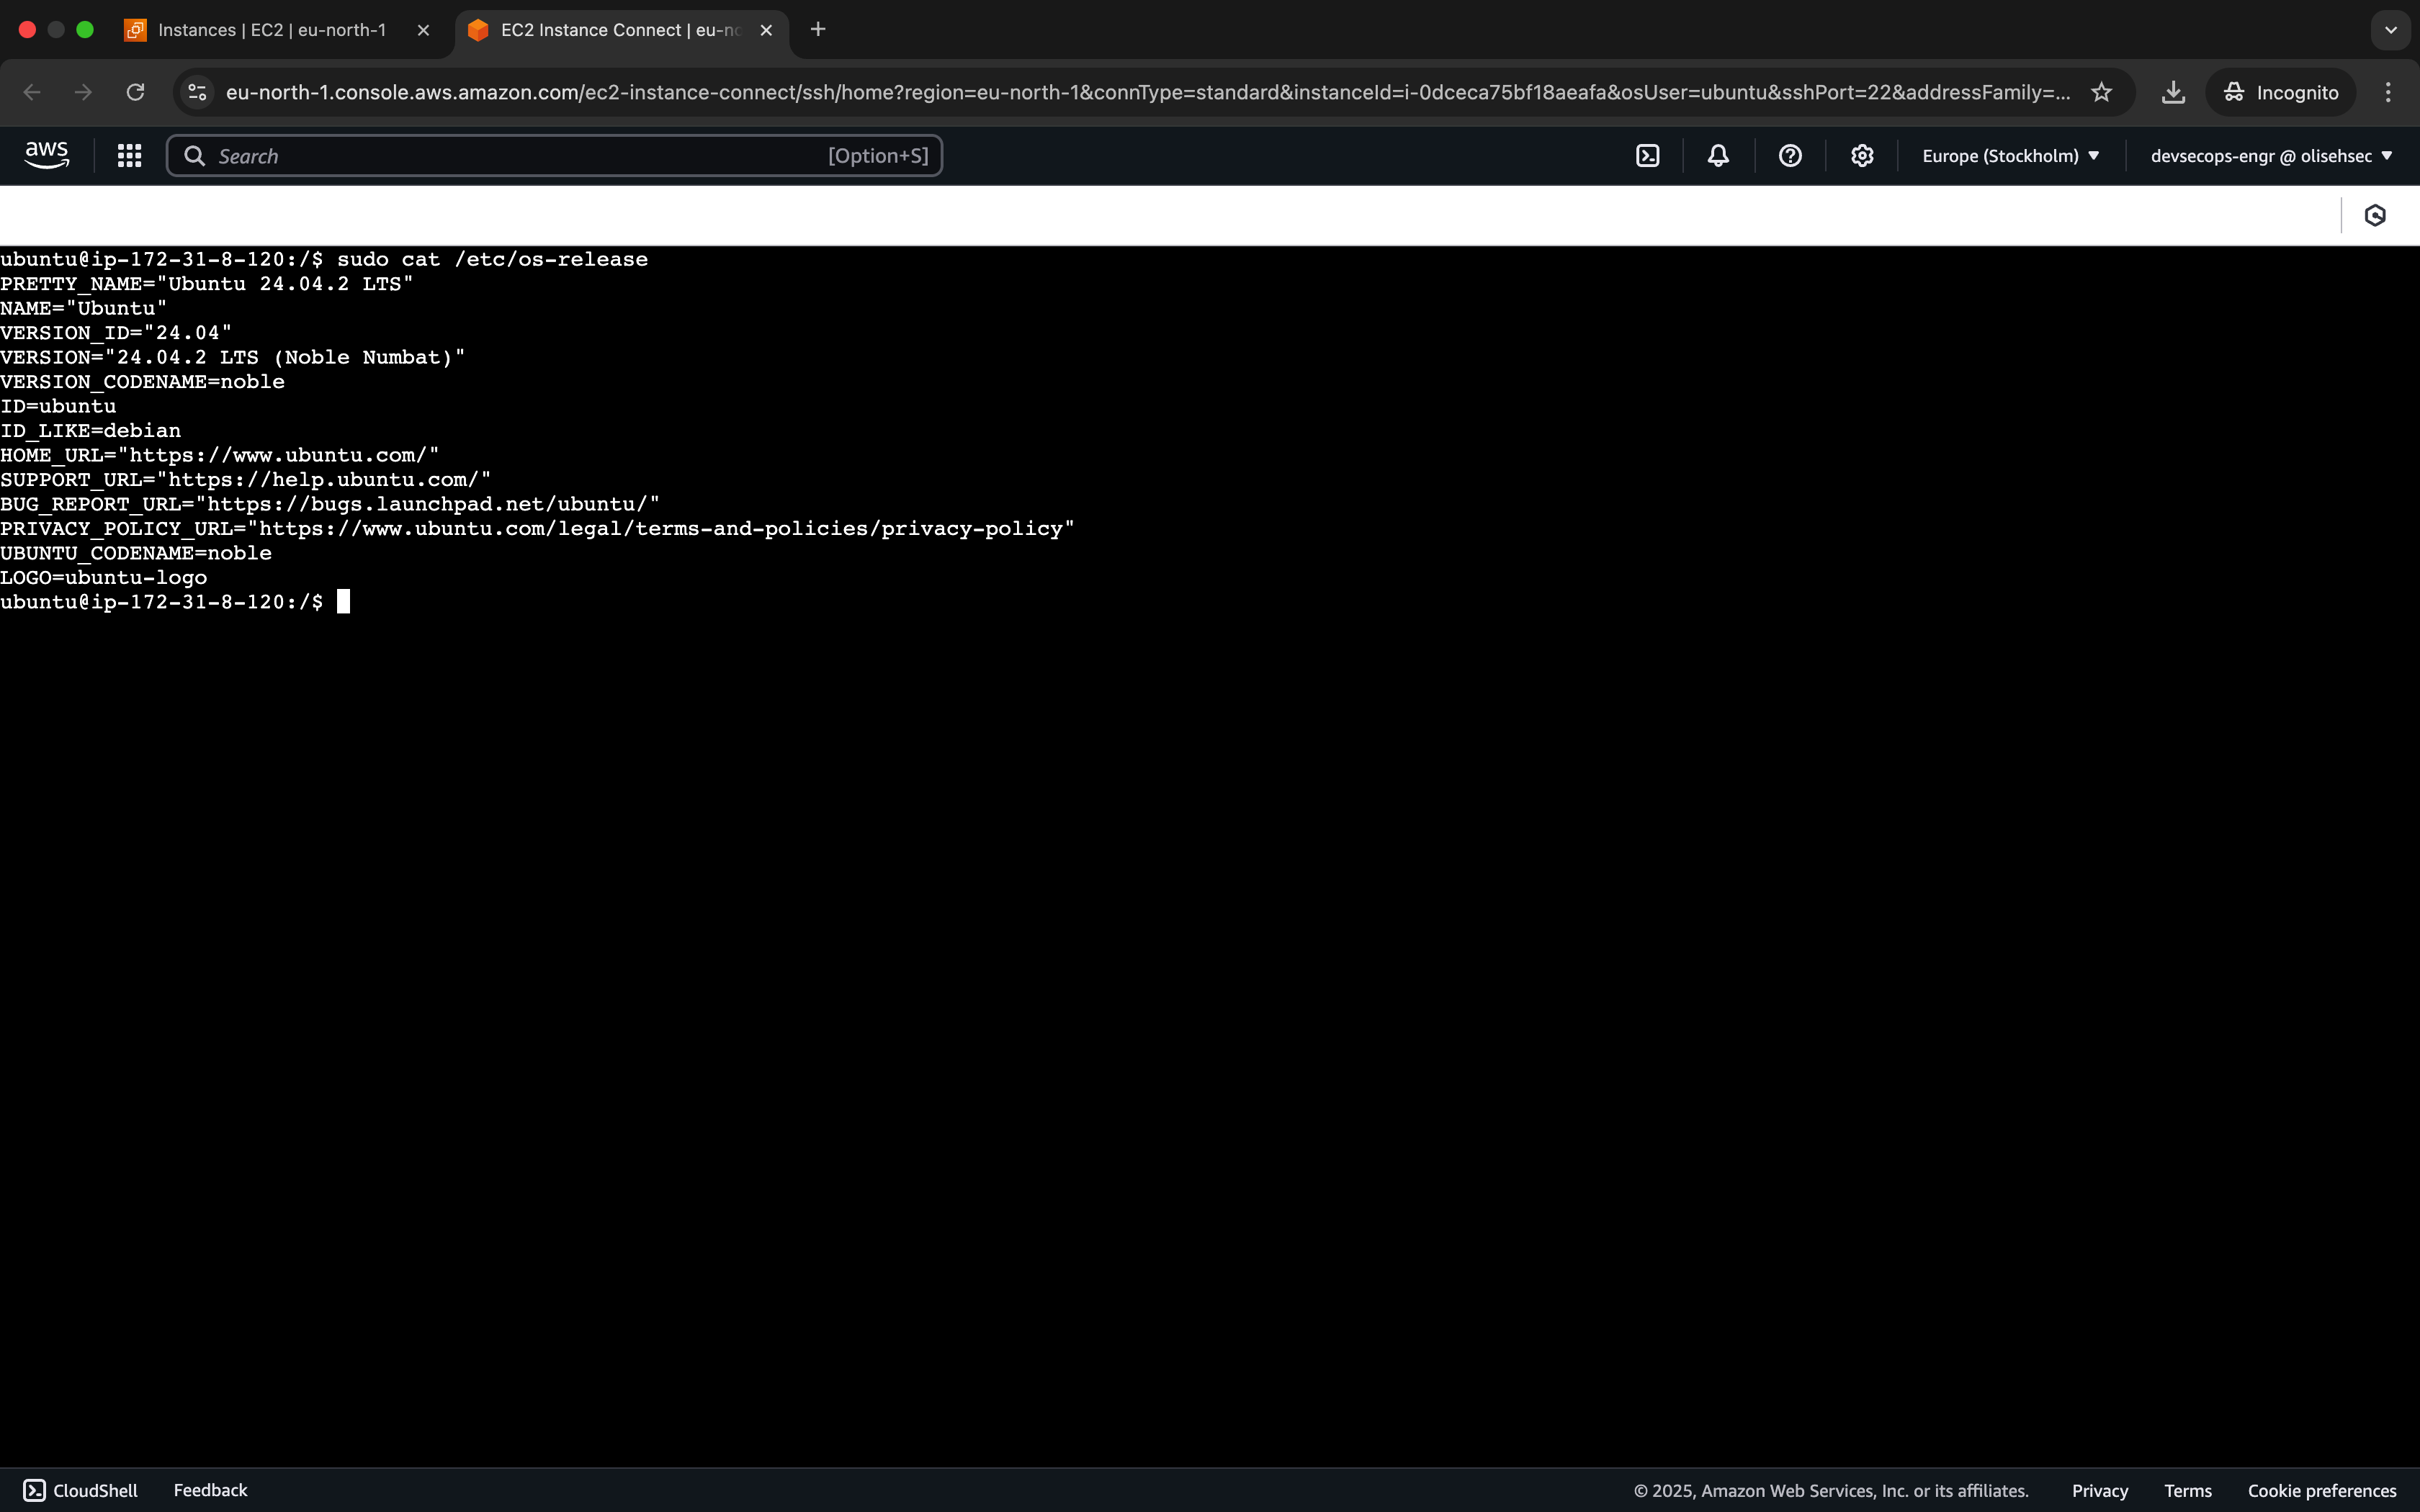 Instances | EC2 | eu-north-1
EC2 Instance Connect | eu-no
eu-north-1.console.aws.amazon.com/ec2-instance-connect/ssh/home?region=eu-north-1&connType=standard&instanceId=i-0dceca75bf18aeafa&osUser=ubuntu&sshPort=22&addressFamily=...
Incognito
aws
Search
[Option+S]
Europe (Stockholm)
devsecops-engr @ olisehsec
ubuntu@ip-172-31-8-120:/$ sudo cat /etc/os-release
PRETTY_NAME="Ubuntu 24.04.2 LTS"
NAME="Ubuntu"
VERSION_ID="24.04"
VERSION="24.04.2 LTS (Noble Numbat)"
VERSION_CODENAME=noble
ID=ubuntu
ID_LIKE=debian
HOME_URL="https://www.ubuntu.com/"
SUPPORT_URL="https://help.ubuntu.com/"
BUG_REPORT_URL="https://bugs.launchpad.net/ubuntu/"
PRIVACY_POLICY_URL="https://www.ubuntu.com/legal/terms-and-policies/privacy-policy"
UBUNTU_CODENAME=noble
LOGO=ubuntu-logo
ubuntu@ip-172-31-8-120:/$
CloudShell
Feedback
© 2025, Amazon Web Services, Inc. or its affiliates.
Privacy
Terms
Cookie preferences